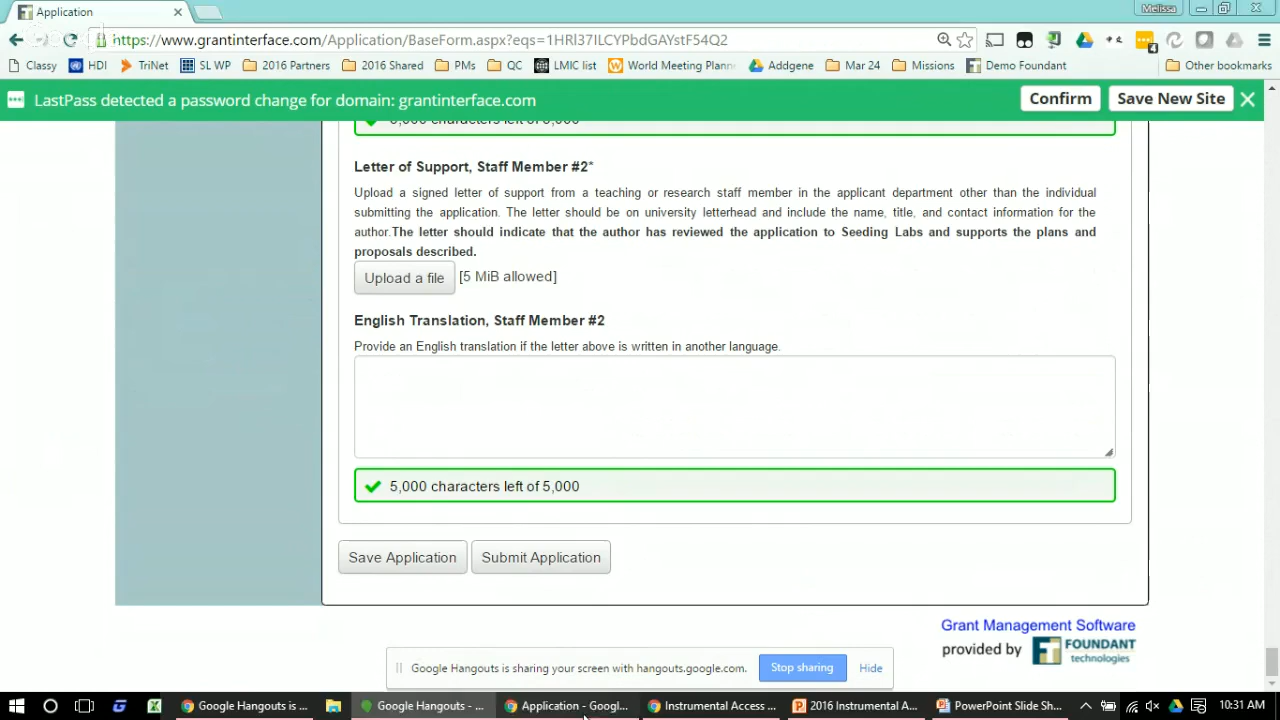 Application
Melissa
https://www.grantinterface.com/Application/BaseForm.aspx?eqs=1HRl37ILCYPbdGAYstF54Q2
4
Classy HDI TriNet SL WP 2016 Partners 2016 Shared PMs QC LMIC list World Meeting Plann Addgene Mar 24 Missions Demo Foundant Other bookmarks
LastPass detected a password change for domain: grantinterface.com Confirm Save New Site
5,000 characters left of 5,000
Letter of Support, Staff Member #2*
Upload a signed letter of support from a teaching or research staff member in the applicant department other than the individual
submitting the application. The letter should be on university letterhead and include the name, title, and contact information for the
author.The letter should indicate that the author has reviewed the application to Seeding Labs and supports the plans and
proposals described.
Upload a file [5 MiB allowed]
English Translation, Staff Member #2
Provide an English translation if the letter above is written in another language.
5,000 characters left of 5,000
Save Application Submit Application
Grant Management Software
provided by FOUNDANT
technologies
Google Hangouts is sharing your screen with hangouts.google.com. Stop sharing Hide
Google Hangouts is ... Google Hangouts - ... Application - Googl... Instrumental Access ... 2016 Instrumental A... PowerPoint Slide Sh... 10:31 AM